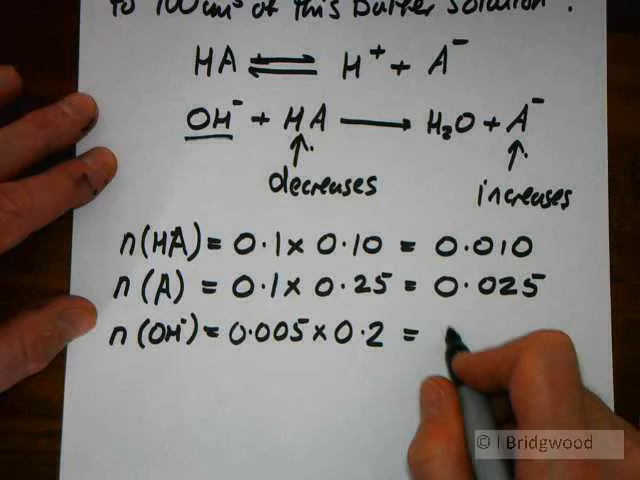 to 100cm³ of this buffer solution.
HA ⇌ H⁺ + A⁻
OH⁻ + HA ⟶ H₂O + A⁻
↑ ↑
decreases increases
n(HA) = 0.1 × 0.10 = 0.010
n(A) = 0.1 × 0.25 = 0.025
n(OH⁻) = 0.005 × 0.2 =
© I Bridgwood